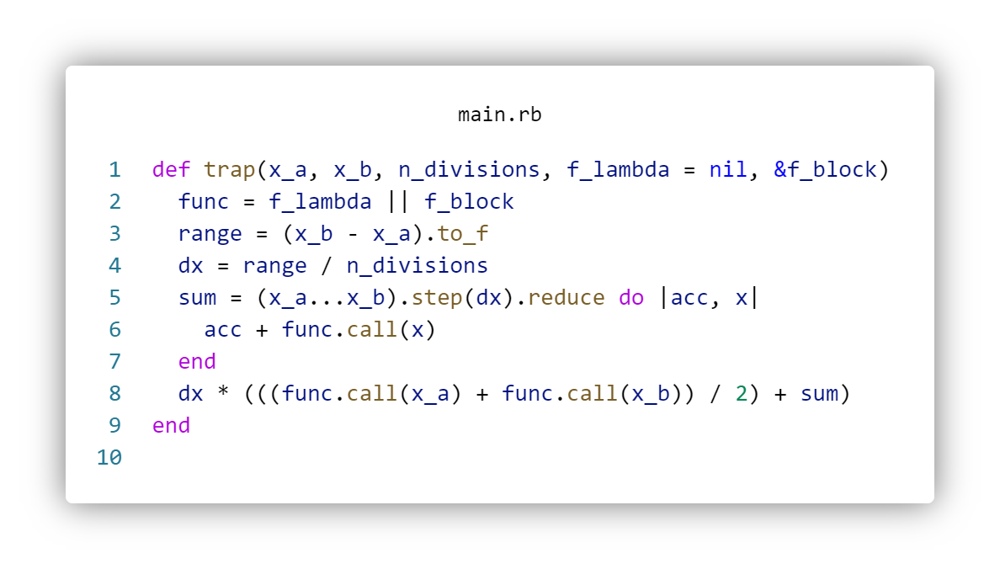 main.rb
1 def trap(x_a, x_b, n_divisions, f_lambda = nil, &f_block)
2   func = f_lambda || f_block
3   range = (x_b - x_a).to_f
4   dx = range / n_divisions
5   sum = (x_a...x_b).step(dx).reduce do |acc, x|
6     acc + func.call(x)
7   end
8   dx * (((func.call(x_a) + func.call(x_b)) / 2) + sum)
9 end
10